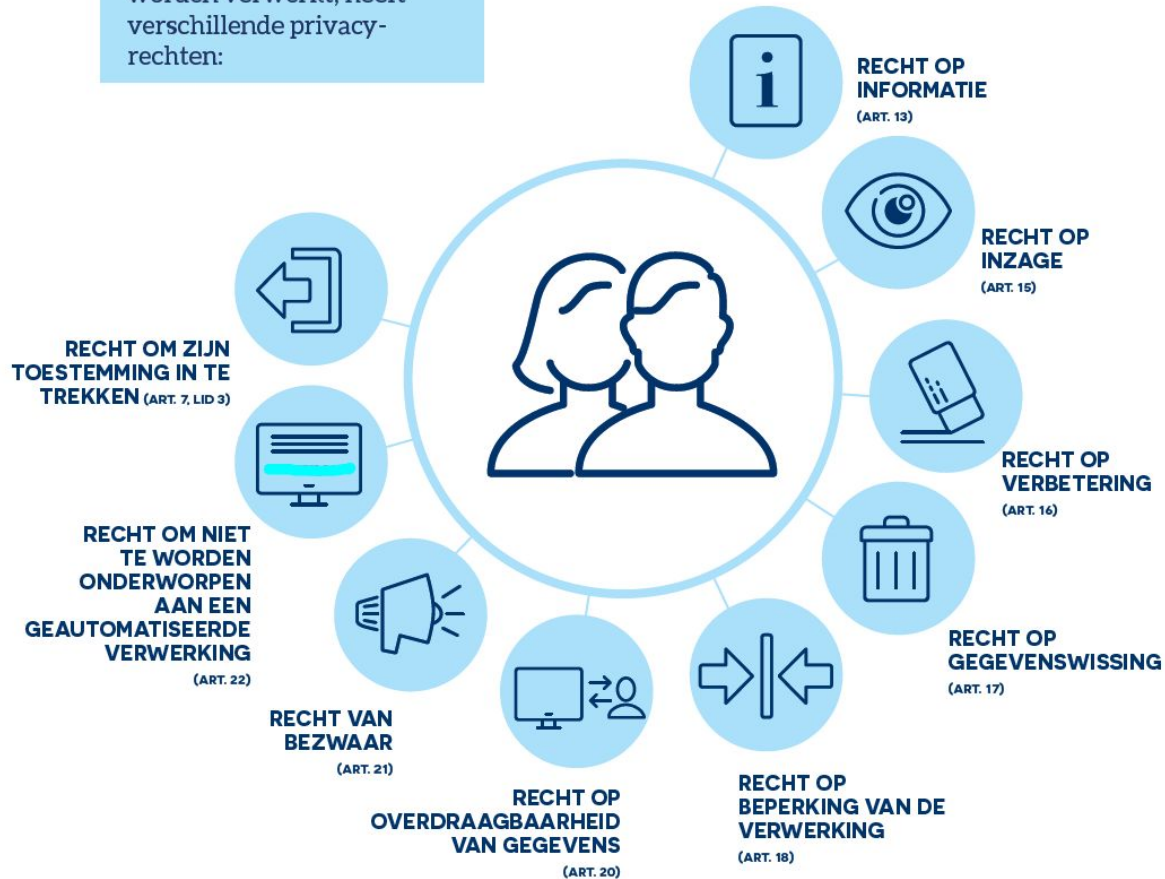 verschillende privacy-
rechten:
RECHT OP
INFORMATIE
(ART. 13)
RECHT OP
INZAGE
(ART. 15)
RECHT OP
VERBETERING
(ART. 16)
RECHT OP
GEGEVENSWISSING
(ART. 17)
RECHT OP
BEPERKING VAN DE
VERWERKING
(ART. 18)
RECHT OP
OVERDRAAGBAARHEID
VAN GEGEVENS
(ART. 20)
RECHT VAN
BEZWAAR
(ART. 21)
RECHT OM NIET
TE WORDEN
ONDERWORPEN
AAN EEN
GEAUTOMATISEERDE
VERWERKING
(ART. 22)
RECHT OM ZIJN
TOESTEMMING IN TE
TREKKEN (ART. 7, LID 3)